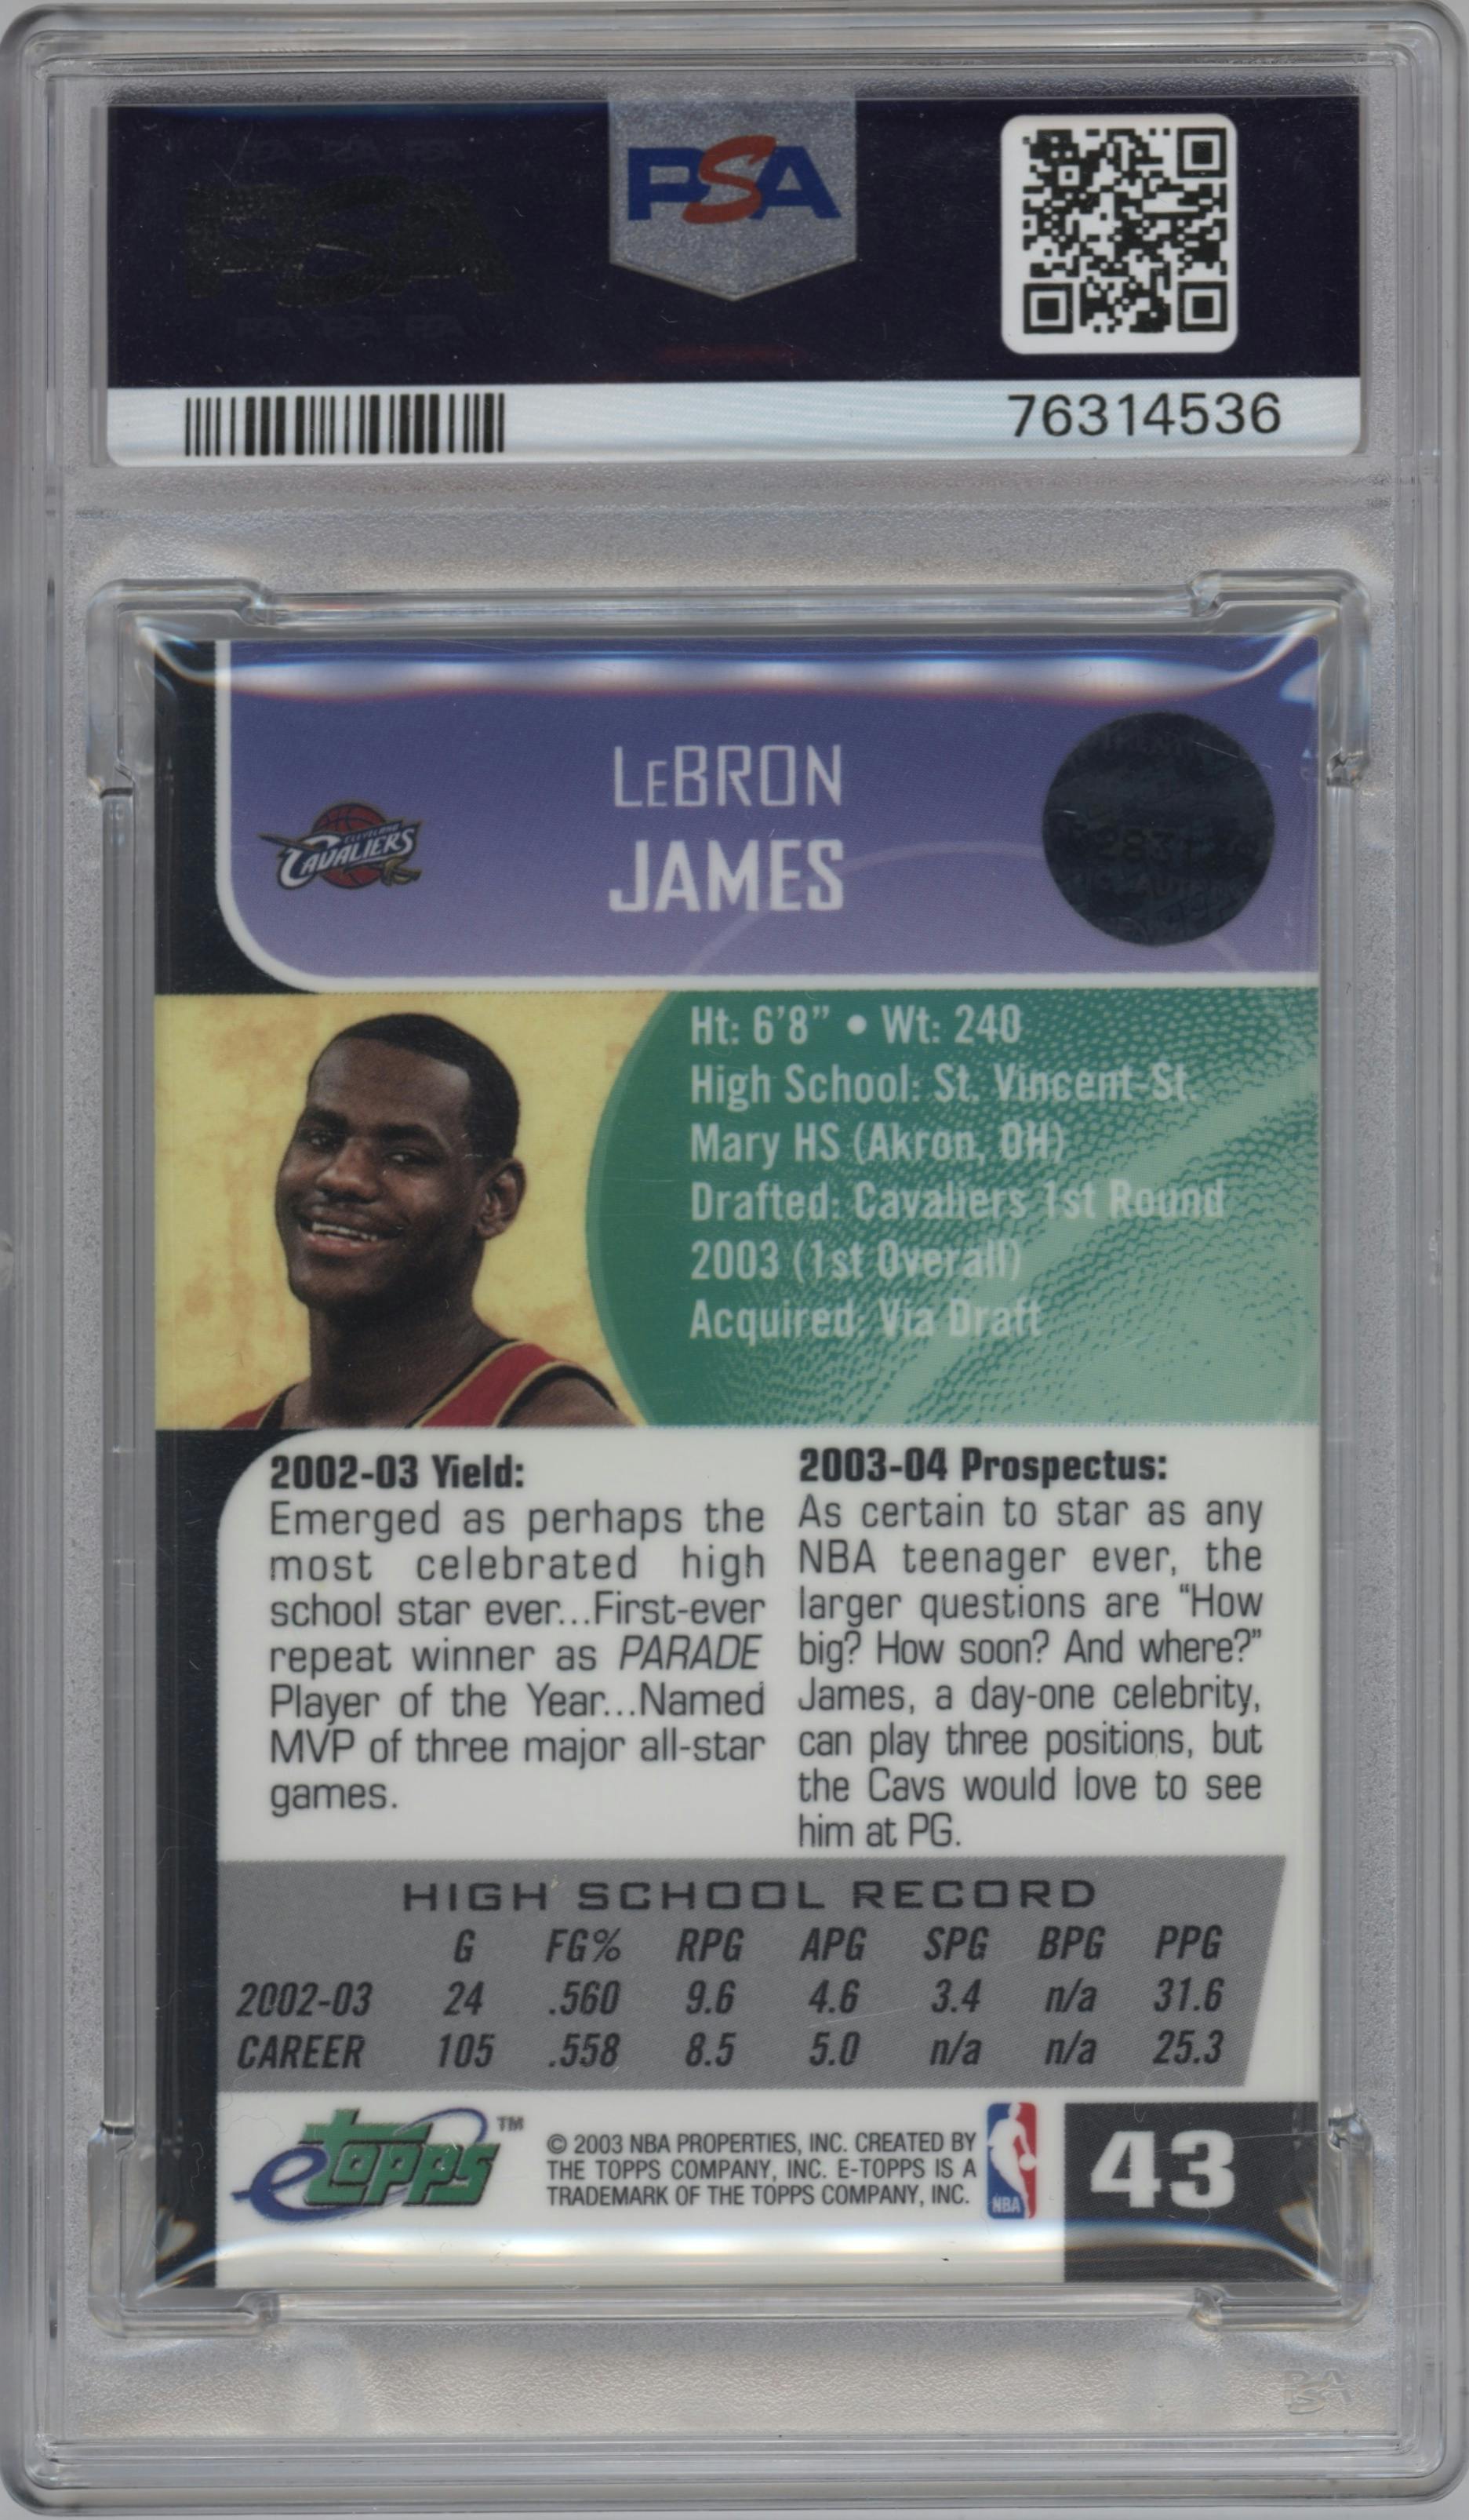 PSA
76314536
LEBRON
JAMES
CLEVELAND
CAVALIERS
Ht: 6'8" • Wt: 240
High School: St. Vincent-St.
Mary HS (Akron, OH)
Drafted: Cavaliers 1st Round
2003 (1st Overall)
Acquired: Via Draft
2002-03 Yield:
Emerged as perhaps the
most celebrated high
school star ever...First-ever
repeat winner as PARADE
Player of the Year...Named
MVP of three major all-star
games.
2003-04 Prospectus:
As certain to star as any
NBA teenager ever, the
larger questions are “How
big? How soon? And where?”
James, a day-one celebrity,
can play three positions, but
the Cavs would love to see
him at PG.
HIGH SCHOOL RECORD
G FG% RPG APG SPG BPG PPG
2002-03 24 .560 9.6 4.6 3.4 n/a 31.6
CAREER 105 .558 8.5 5.0 n/a n/a 25.3
eTopps™
© 2003 NBA PROPERTIES, INC. CREATED BY
THE TOPPS COMPANY, INC. E-TOPPS IS A
TRADEMARK OF THE TOPPS COMPANY, INC.
NBA
43
PSA